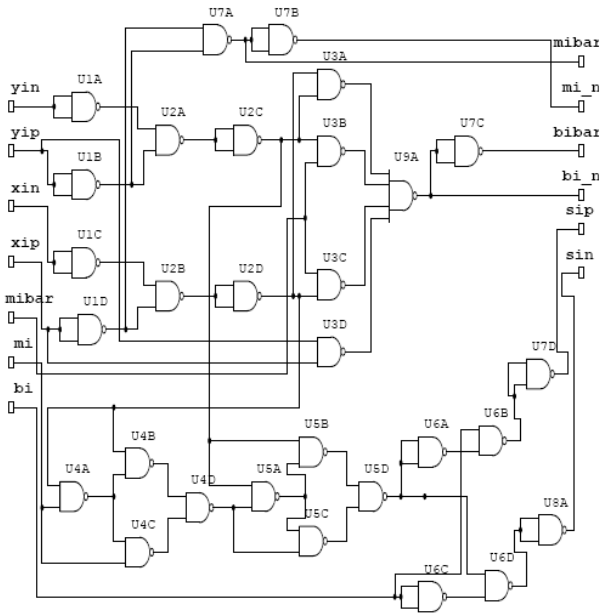 U7A
U7B
mibar
U3A
yin
U1A
mi_n
U2A
U2C
yip
U3B
U7C
bibar
U1B
U9A
xin
bi_n
U1C
sip
xip
U3C
sin
U2B
U2D
mibar
U1D
U3D
mi
U7D
bi
U6B
U5B
U6A
U4B
U4A
U4D
U5A
U5D
U8A
U4C
U5C
U6C
U6D